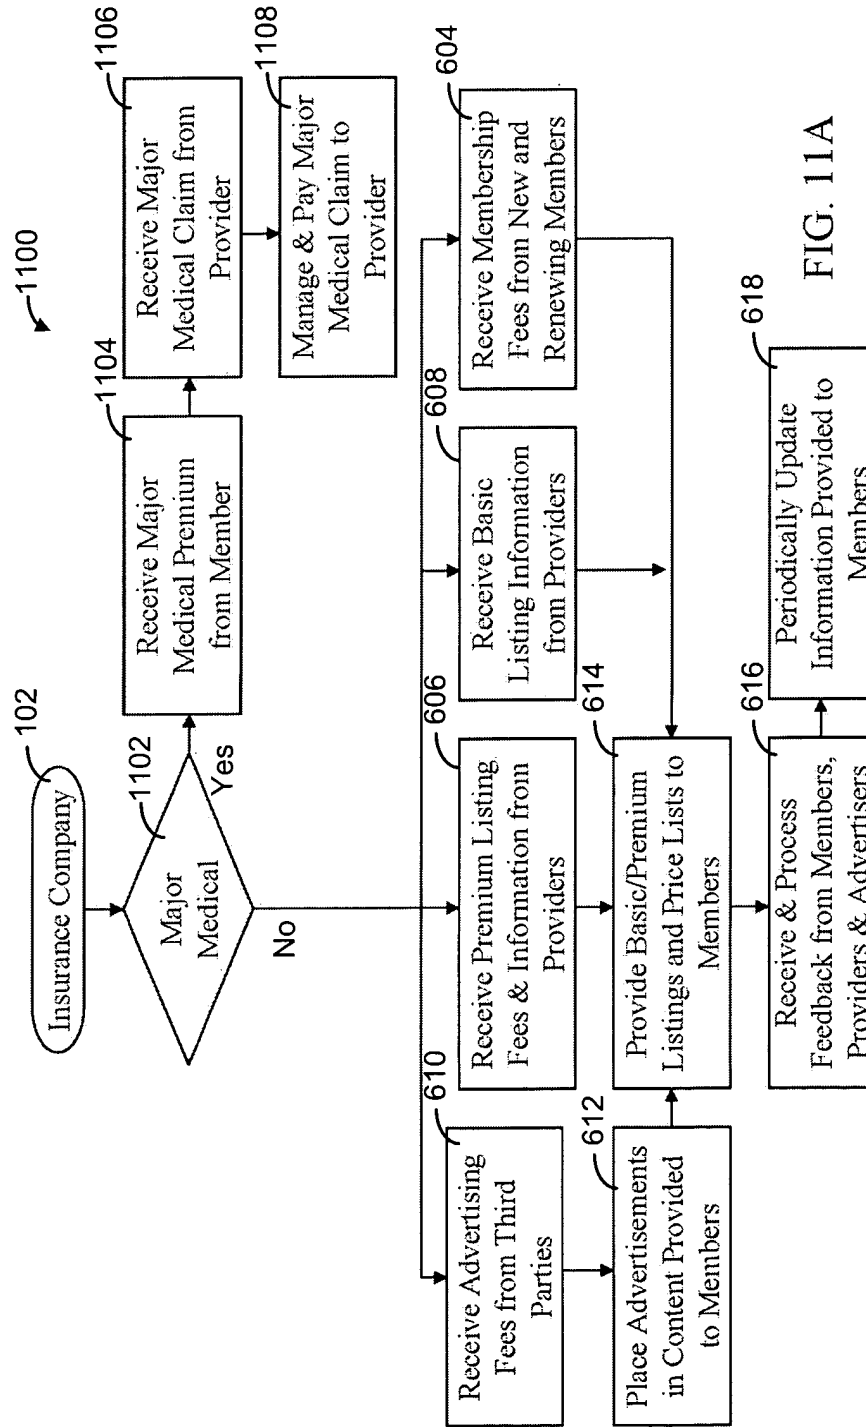 1100
102
Insurance Company
1102
Major
Medical
Yes
No
1104
Receive Major
Medical Premium
from Member
1106
Receive Major
Medical Claim from
Provider
1108
Manage & Pay Major
Medical Claim to
Provider
610
Receive Advertising
Fees from Third
Parties
606
Receive Premium Listing
Fees & Information from
Providers
608
Receive Basic
Listing Information
from Providers
604
Receive Membership
Fees from New and
Renewing Members
612
Place Advertisements
in Content Provided
to Members
614
Provide Basic/Premium
Listings and Price Lists to
Members
616
Receive & Process
Feedback from Members,
Providers & Advertisers
618
Periodically Update
Information Provided to
Members
FIG. 11A